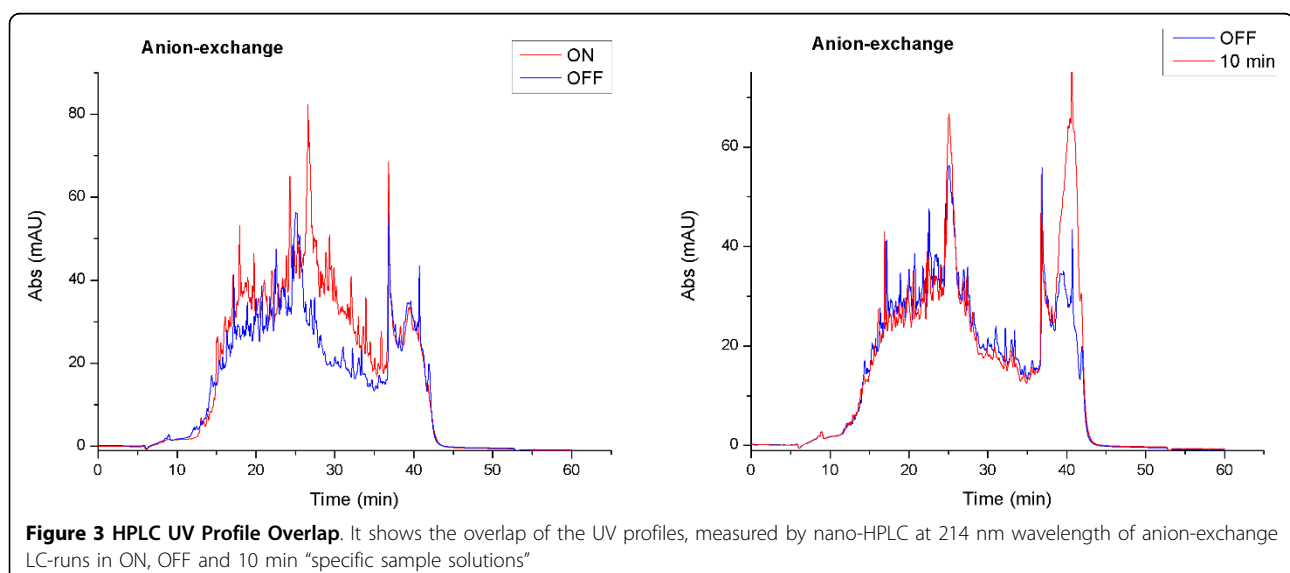 Anion-exchange
ON
OFF
80
60
40
20
0
Abs (mAU)
0
10
20
30
40
50
60
Time (min)
Anion-exchange
OFF
10 min
60
40
20
0
Abs (mAU)
0
10
20
30
40
50
60
Time (min)
Figure 3 HPLC UV Profile Overlap. It shows the overlap of the UV profiles, measured by nano-HPLC at 214 nm wavelength of anion-exchange
LC-runs in ON, OFF and 10 min “specific sample solutions”